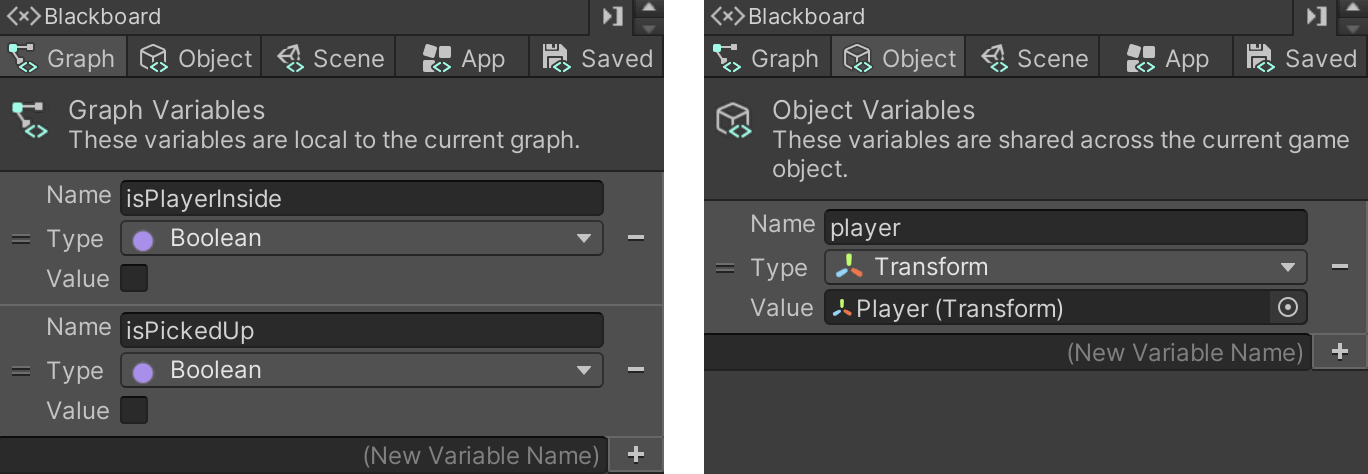 Blackboard
Graph Object Scene App Saved
Graph Variables
These variables are local to the current graph.
Name isPlayerInside
Type Boolean
Value
Name isPickedUp
Type Boolean
Value
(New Variable Name)
Blackboard
Graph Object Scene App Saved
Object Variables
These variables are shared across the current game
object.
Name player
Type Transform
Value Player (Transform)
(New Variable Name)